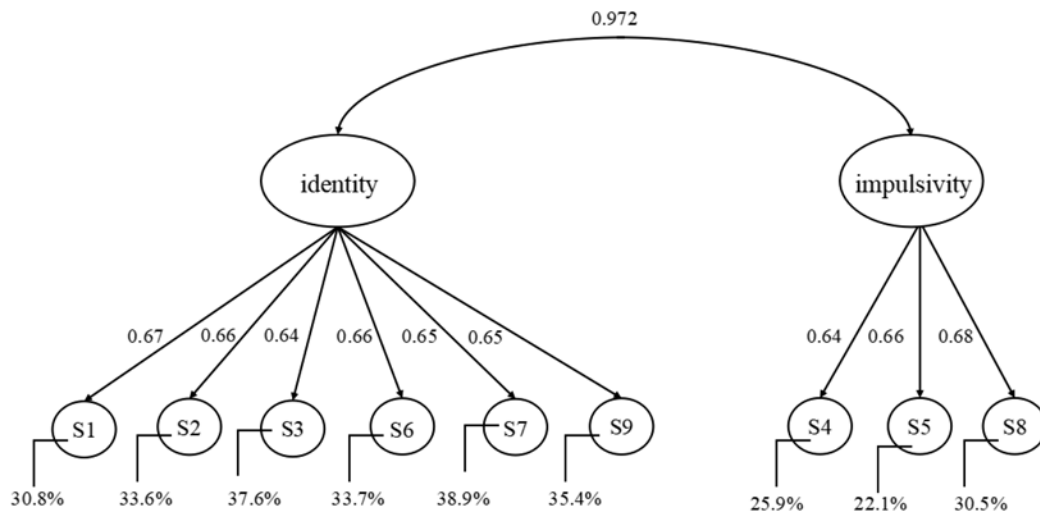 0.972
identity impulsivity
0.67 0.66 0.64 0.66 0.65 0.65 0.64 0.66 0.68
S1 S2 S3 S6 S7 S9 S4 S5 S8
30.8% 33.6% 37.6% 33.7% 38.9% 35.4% 25.9% 22.1% 30.5%